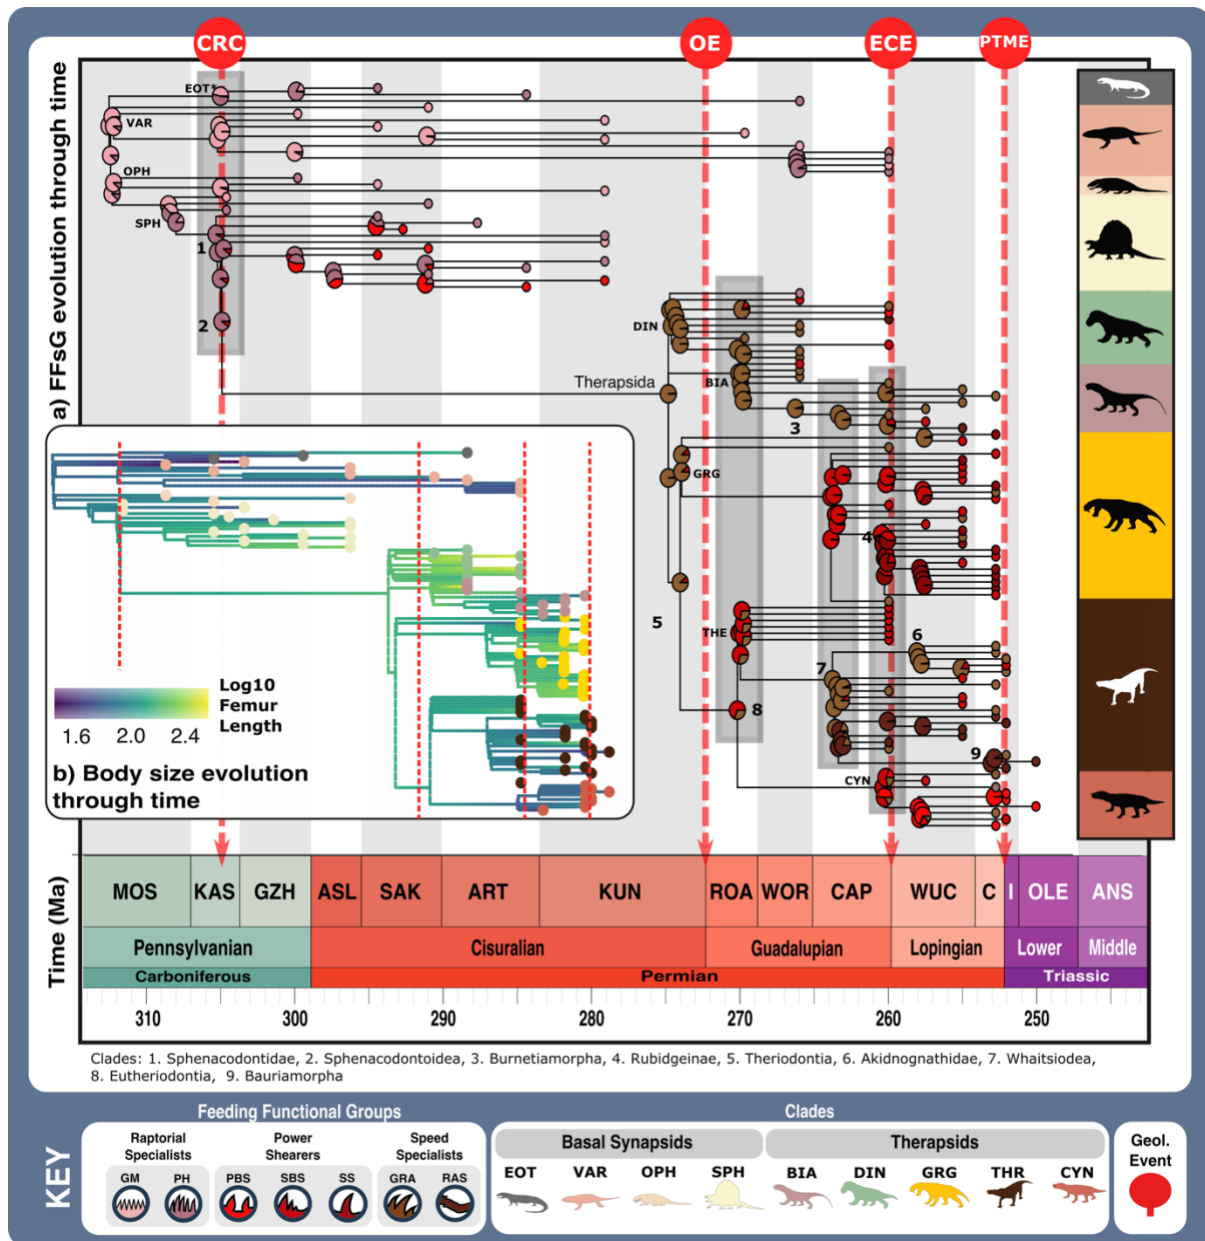 CRC
OE
ECE
PTME
a) FFsG evolution through time
EOT*
VAR
OPH
SPH
1
2
DIN
Therapsida
BIA
3
GRG
4
5
THE
6
7
8
9
CYN
Log10
Femur
Length
1.6 2.0 2.4
b) Body size evolution
through time
Time (Ma)
MOS KAS GZH ASL SAK ART KUN ROA WOR CAP WUC C I OLE ANS
Pennsylvanian Cisuralian Guadalupian Lopingian Lower Middle
Carboniferous Permian Triassic
310 300 290 280 270 260 250
Clades: 1. Sphenacodontidae, 2. Sphenacodontoidea, 3. Burnetiamorpha, 4. Rubidgeinae, 5. Theriodontia, 6. Akidnognathidae, 7. Whaitsiodea,
8. Eutheriodontia, 9. Bauriamorpha
KEY
Feeding Functional Groups
Raptorial
Specialists
Power
Shearers
Speed
Specialists
GM PH PBS SBS SS GRA RAS
Clades
Basal Synapsids Therapsids
EOT VAR OPH SPH BIA DIN GRG THR CYN
Geol.
Event